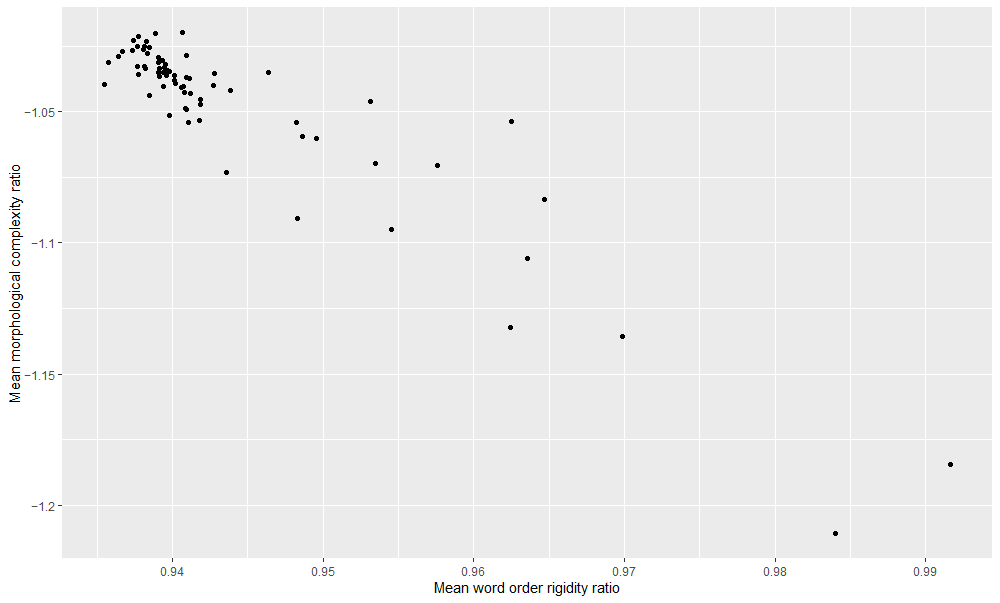 Mean morphological complexity ratio
−1.05
−1.1
−1.15
−1.2
0.94 0.95 0.96 0.97 0.98 0.99
Mean word order rigidity ratio